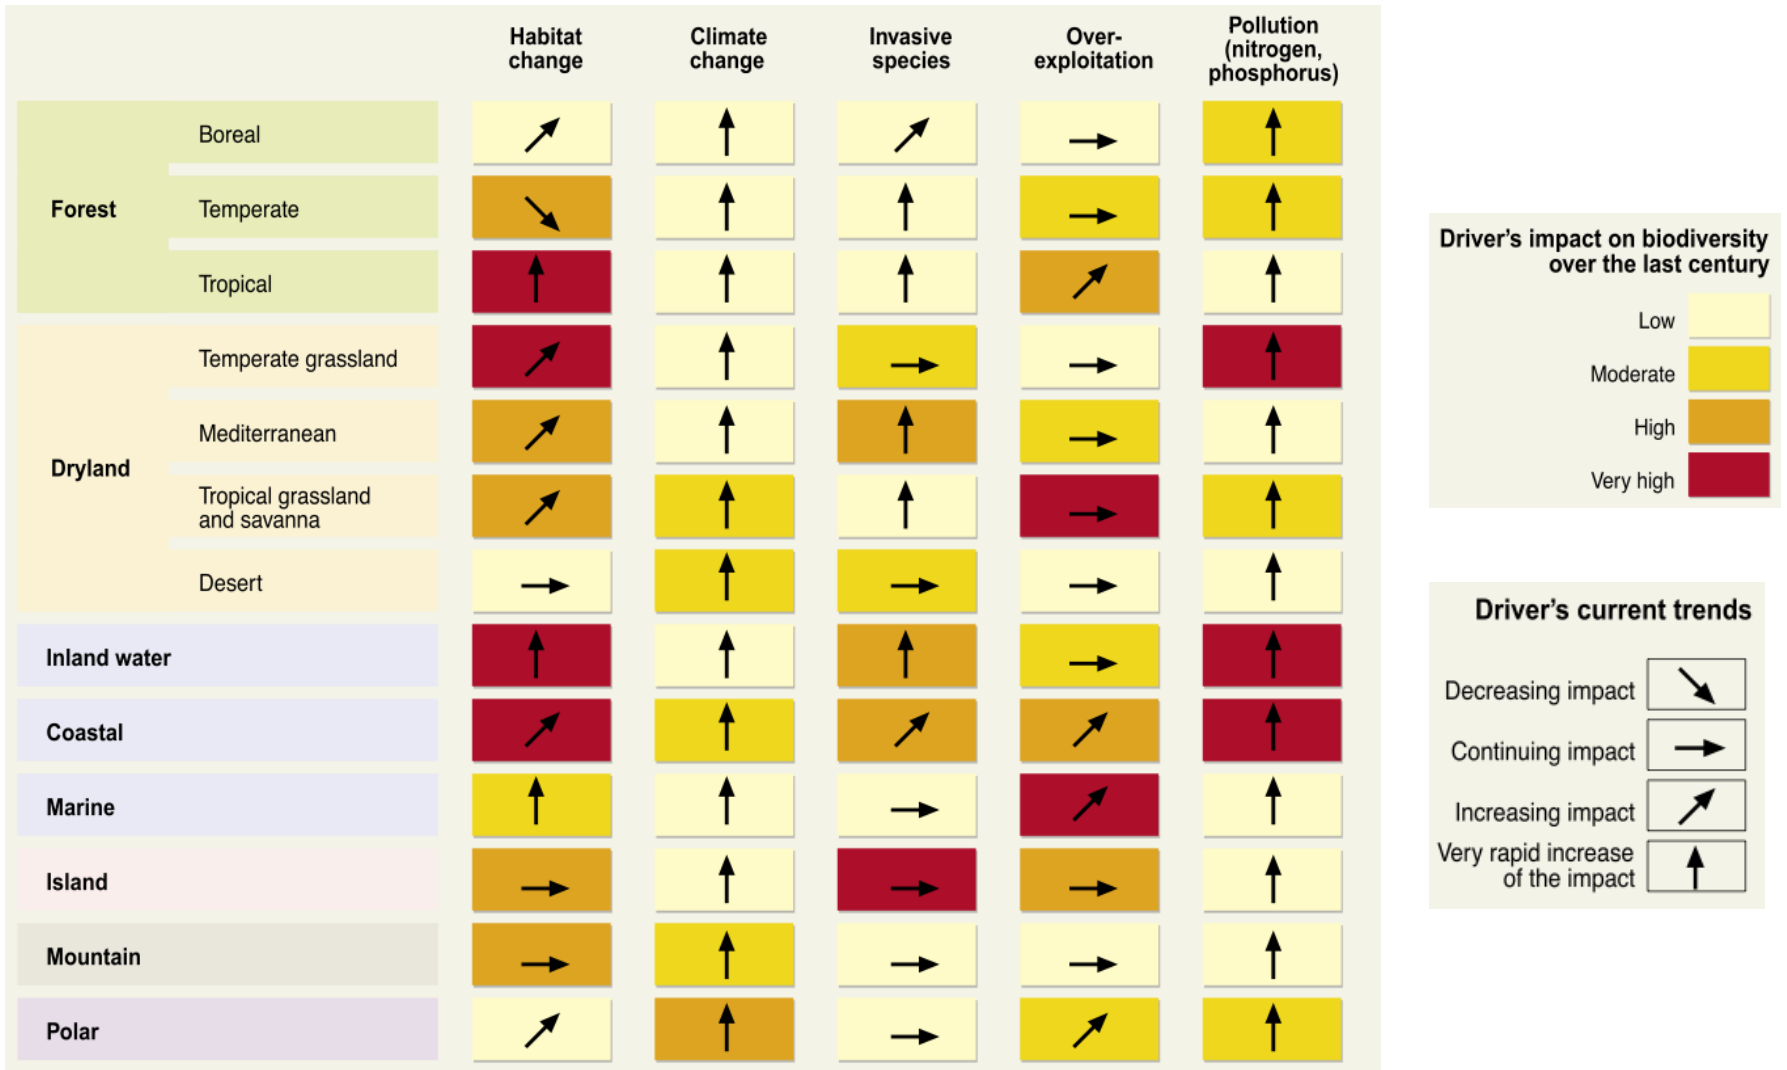 Habitat
change
Climate
change
Invasive
species
Over-
exploitation
Pollution
(nitrogen,
phosphorus)
Forest
Boreal
Temperate
Tropical
Dryland
Temperate grassland
Mediterranean
Tropical grassland
and savanna
Desert
Inland water
Coastal
Marine
Island
Mountain
Polar
Driver's impact on biodiversity
over the last century
Low
Moderate
High
Very high
Driver's current trends
Decreasing impact
Continuing impact
Increasing impact
Very rapid increase
of the impact